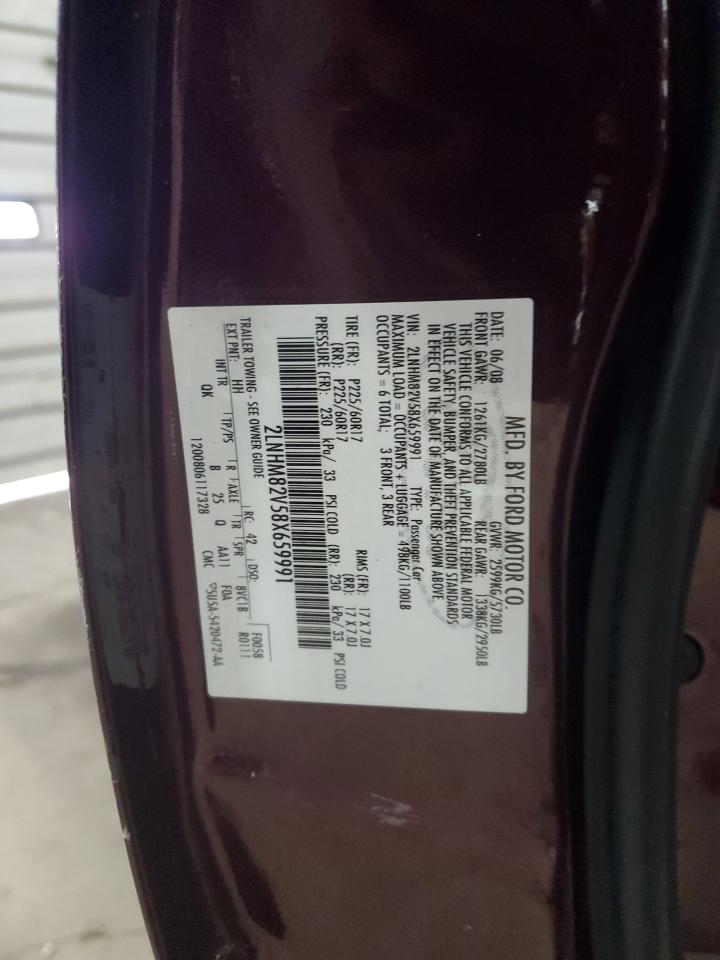 MFD. BY FORD MOTOR CO.
DATE: 06/08 GVWR: 2599KG/5730LB
FRONT GAWR: 1261KG/2780LB REAR GAWR: 1338KG/2950LB
THIS VEHICLE CONFORMS TO ALL APPLICABLE FEDERAL MOTOR
VEHICLE SAFETY, BUMPER, AND THEFT PREVENTION STANDARDS
IN EFFECT ON THE DATE OF MANUFACTURE SHOWN ABOVE.
VIN: 2LNHM82V58X659991 TYPE: Passenger Car
MAXIMUM LOAD = OCCUPANTS + LUGGAGE = 498KG/1100LB
OCCUPANTS = 6 TOTAL; 3 FRONT, 3 REAR
TIRE (FR): P225/60R17 RIMS (FR): 17 X 7.0J
(RR): P225/60R17 (RR): 17 X 7.0J
PRESSURE (FR): 230 kPa/ 33 PSI COLD (RR): 230 kPa/ 33 PSI COLD
2LNHM82V58X659991
TRAILER TOWING - SEE OWNER GUIDE
EXT PNT: HH RC: 42 DSO: F0058
R0111
INT TR TP/PS R AXLE TR SPR BVC1B
QK B 25 Q AA11 FOA CMC
1200806117328 5U5A-5420472-AA